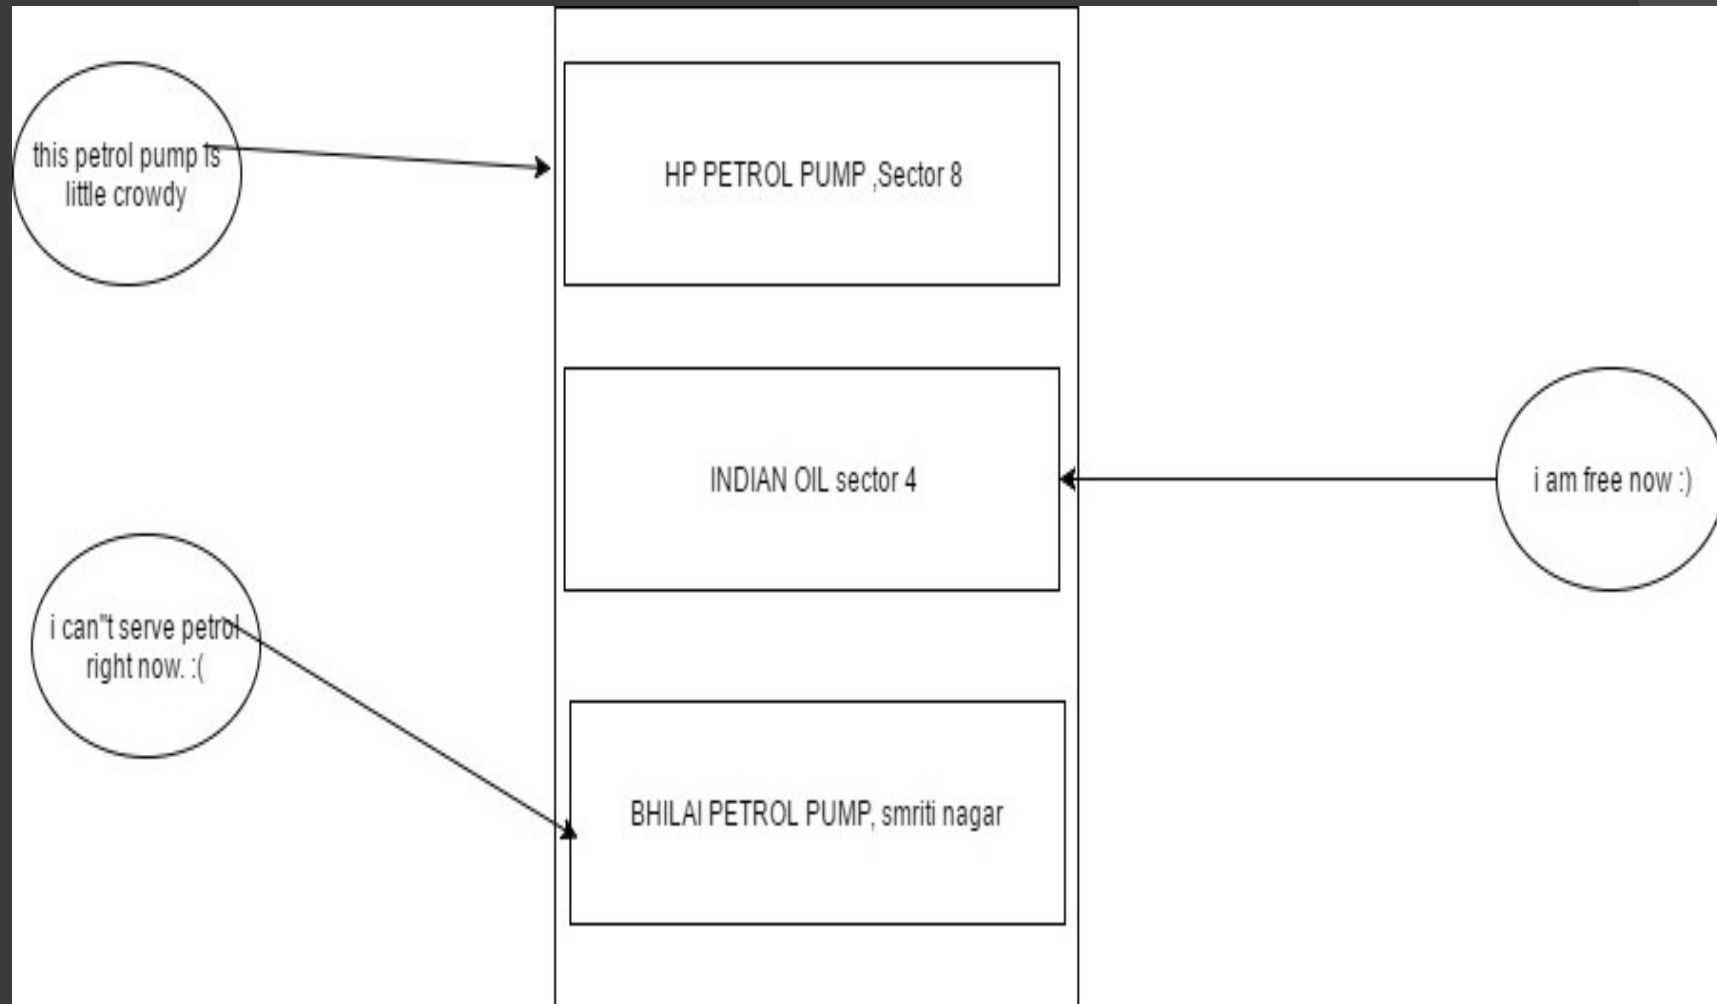 this petrol pump is
little crowdy
HP PETROL PUMP ,Sector 8
INDIAN OIL sector 4
i am free now :)
i can"t serve petrol
right now. :(
BHILAI PETROL PUMP, smriti nagar